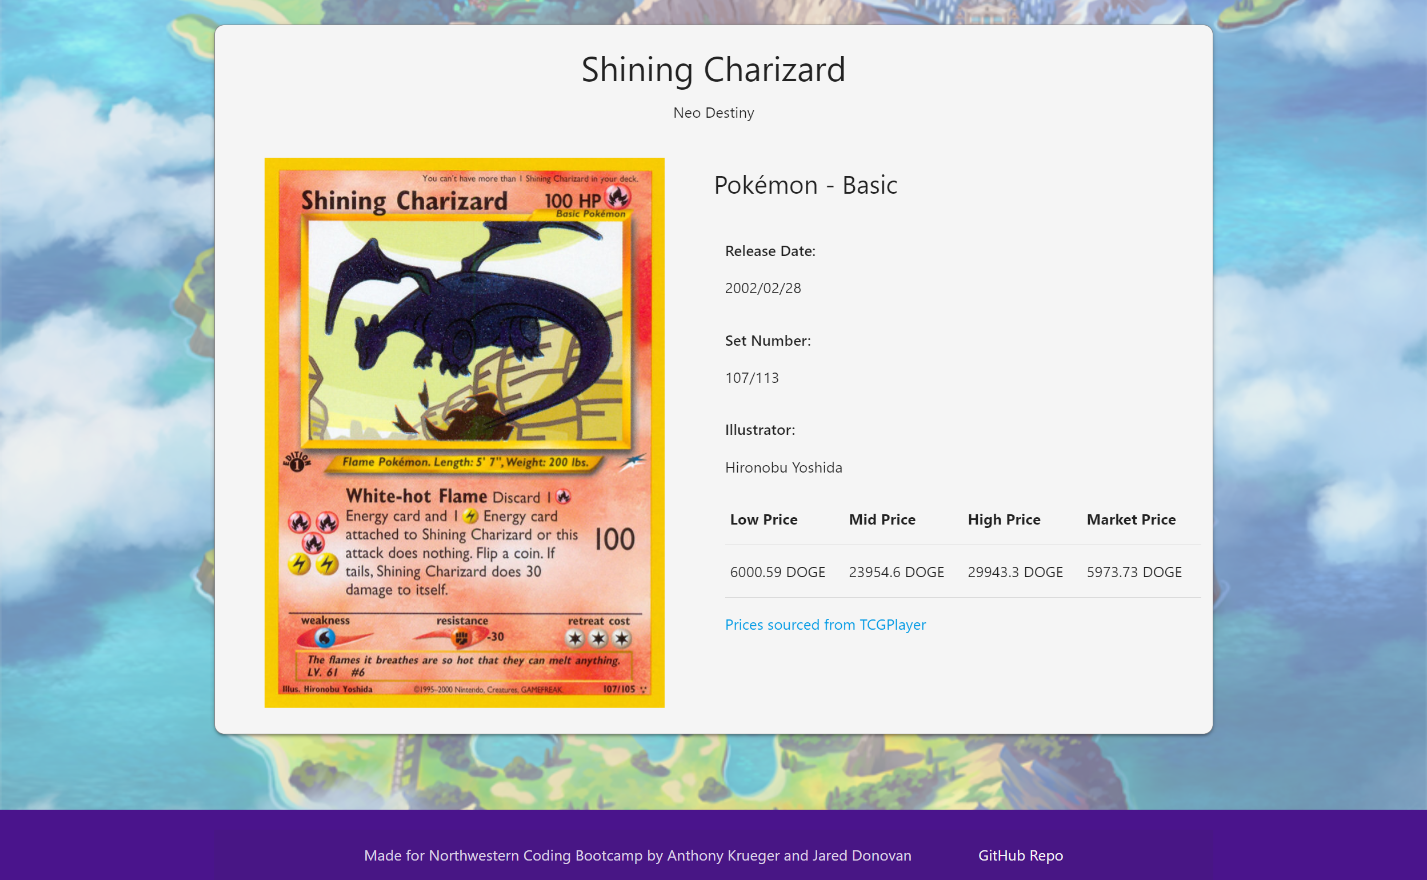 Shining Charizard
Neo Destiny
You can't have more than 1 Shining Charizard in your deck.
Shining Charizard 100 HP
Basic Pokémon
EDITION
1
Flame Pokémon. Length: 5' 7", Weight: 200 lbs.
White-hot Flame Discard 1
Energy card and 1 Energy card
attached to Shining Charizard or this
attack does nothing. Flip a coin. If
tails, Shining Charizard does 30
damage to itself.
100
weakness resistance retreat cost
-30
The flames it breathes are so hot that they can melt anything.
LV. 61 #6
Illus. Hironobu Yoshida ©1995-2000 Nintendo, Creatures, GAMEFREAK. 107/105
Pokémon - Basic
Release Date:
2002/02/28
Set Number:
107/113
Illustrator:
Hironobu Yoshida
Low Price Mid Price High Price Market Price
6000.59 DOGE 23954.6 DOGE 29943.3 DOGE 5973.73 DOGE
Prices sourced from TCGPlayer
Made for Northwestern Coding Bootcamp by Anthony Krueger and Jared Donovan GitHub Repo